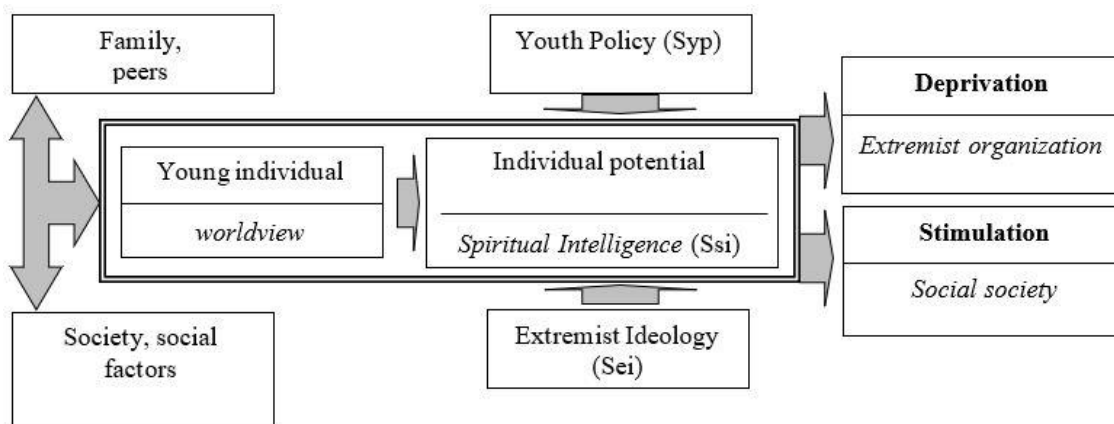 Family,
peers
Youth Policy (Syp)
Deprivation
Extremist organization
Young individual
worldview
Individual potential
Spiritual Intelligence (Ssi)
Stimulation
Social society
Society, social
factors
Extremist Ideology
(Sei)